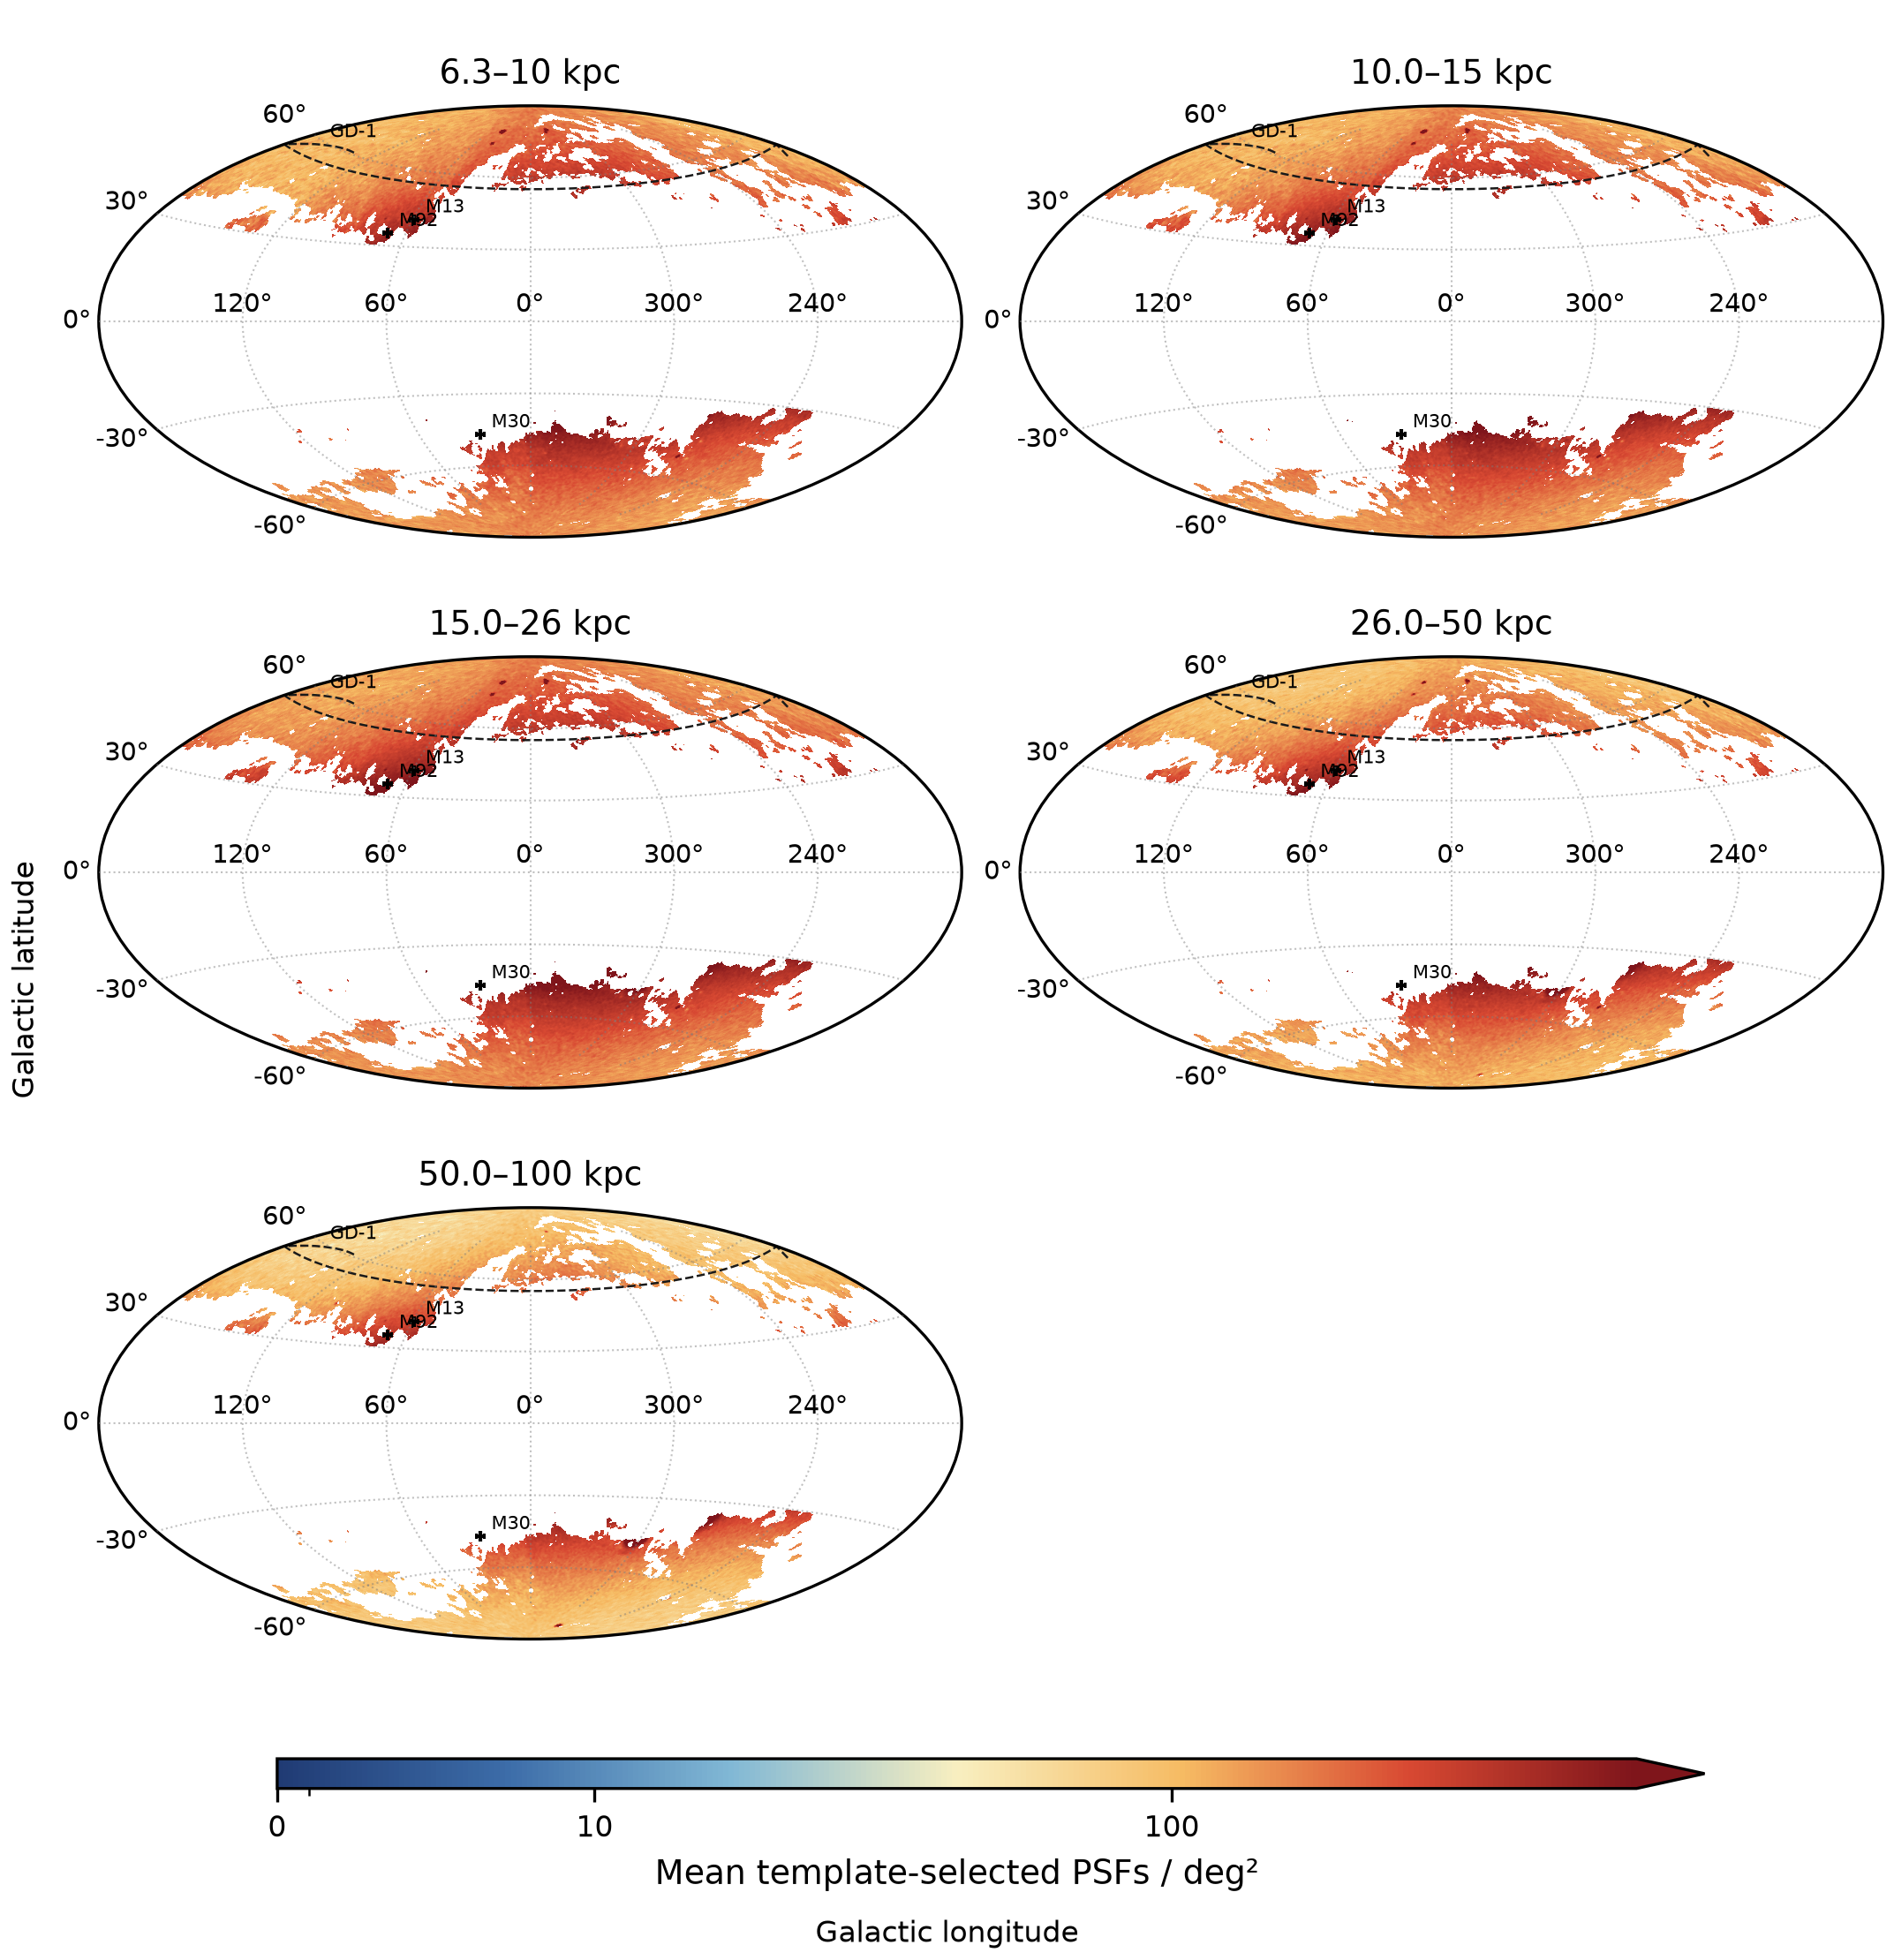 6.3–10 kpc
60°
GD-1
30°
M13
M92
120° 60° 0° 300° 240°
0°
M30
-30°
-60°
10.0–15 kpc
60°
GD-1
30°
M13
M92
120° 60° 0° 300° 240°
0°
M30
-30°
-60°
15.0–26 kpc
60°
GD-1
30°
M13
M92
120° 60° 0° 300° 240°
0°
M30
-30°
-60°
26.0–50 kpc
60°
GD-1
30°
M13
M92
120° 60° 0° 300° 240°
0°
M30
-30°
-60°
Galactic latitude
50.0–100 kpc
60°
GD-1
30°
M13
M92
120° 60° 0° 300° 240°
0°
M30
-30°
-60°
0 10 100
Mean template-selected PSFs / deg²
Galactic longitude